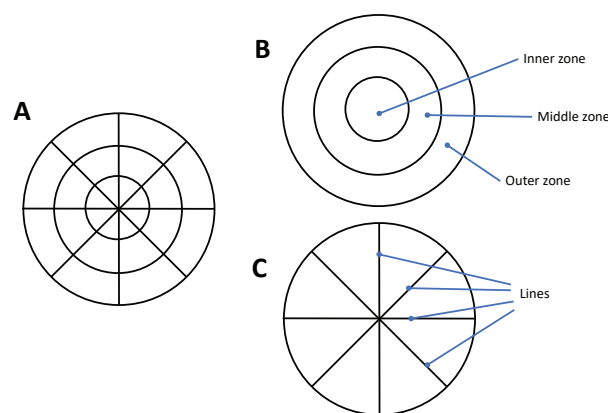 A
B
Inner zone
Middle zone
Outer zone
C
Lines